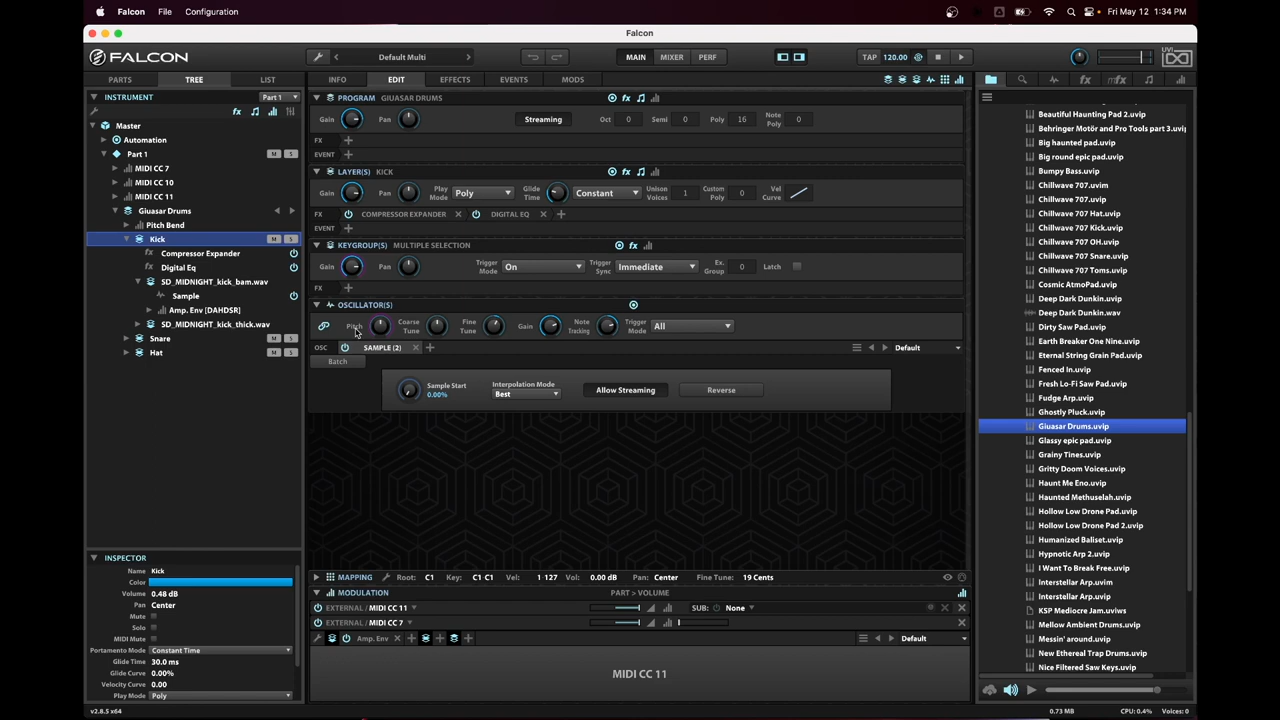 Falcon File Configuration
Fri May 12 1:34 PM
Falcon
FALCON
Default Multi
MAIN MIXER PERF
TAP 120.00
UVI
PARTS TREE LIST
INFO EDIT EFFECTS EVENTS MODS
INSTRUMENT Part 1
Master
Automation
Part 1 M S
MIDI CC 7
MIDI CC 10
MIDI CC 11
Giuasar Drums
Pitch Bend
Kick M S
Compressor Expander
Digital Eq
SD_MIDNIGHT_kick_bam.wav
Sample
Amp. Env [DAHDSR]
SD_MIDNIGHT_kick_thick.wav
Snare M S
Hat M S
INSPECTOR
Name Kick
Color
Volume 0.48 dB
Pan Center
Mute
Solo
MIDI Mute
Portamento Mode Constant Time
Glide Time 30.0 ms
Glide Curve 0.00%
Velocity Curve 0.00
Play Mode Poly
v2.8.5 x64
PROGRAM GIUASAR DRUMS
Gain Pan Streaming Oct 0 Semi 0 Poly 16 Note Poly 0
FX
EVENT
LAYER(S) KICK
Gain Pan Play Mode Poly Glide Time Constant Unison Voices 1 Custom Poly 0 Vel Curve
FX COMPRESSOR EXPANDER DIGITAL EQ
EVENT
KEYGROUP(S) MULTIPLE SELECTION
Gain Pan Trigger Mode On Trigger Sync Immediate Ex. Group 0 Latch
FX
OSCILLATOR(S)
Pitch Coarse Tune Fine Tune Gain Note Tracking Trigger Mode All
OSC SAMPLE (2) Default
Batch
Sample Start 0.00% Interpolation Mode Best Allow Streaming Reverse
MAPPING Root: C1 Key: C1 C1 Vel: 1 127 Vol: 0.00 dB Pan: Center Fine Tune: 19 Cents
MODULATION PART > VOLUME
EXTERNAL / MIDI CC 11 SUB: None
EXTERNAL / MIDI CC 7
Amp. Env Default
MIDI CC 11
Beautiful Haunting Pad 2.uvip
Behringer Motör and Pro Tools part 3.uvip
Big haunted pad.uvip
Big round epic pad.uvip
Bumpy Bass.uvip
Chillwave 707.uvim
Chillwave 707.uvip
Chillwave 707 Hat.uvip
Chillwave 707 Kick.uvip
Chillwave 707 OH.uvip
Chillwave 707 Snare.uvip
Chillwave 707 Toms.uvip
Cosmic AtmoPad.uvip
Deep Dark Dunkin.uvip
Deep Dark Dunkin.wav
Dirty Saw Pad.uvip
Earth Breaker One Nine.uvip
Eternal String Grain Pad.uvip
Fenced In.uvip
Fresh Lo-Fi Saw Pad.uvip
Fudge Arp.uvip
Ghostly Pluck.uvip
Giuasar Drums.uvip
Glassy epic pad.uvip
Grainy Tines.uvip
Gritty Doom Voices.uvip
Haunt Me Eno.uvip
Haunted Methuselah.uvip
Hollow Low Drone Pad.uvip
Hollow Low Drone Pad 2.uvip
Humanized Baliset.uvip
Hypnotic Arp 2.uvip
I Want To Break Free.uvip
Interstellar Arp.uvim
Interstellar Arp.uvip
KSP Mediocre Jam.uviws
Mellow Ambient Drums.uvip
Messin' around.uvip
New Ethereal Trap Drums.uvip
Nice Filtered Saw Keys.uvip
0.73 MB CPU: 0.4% Voices: 0